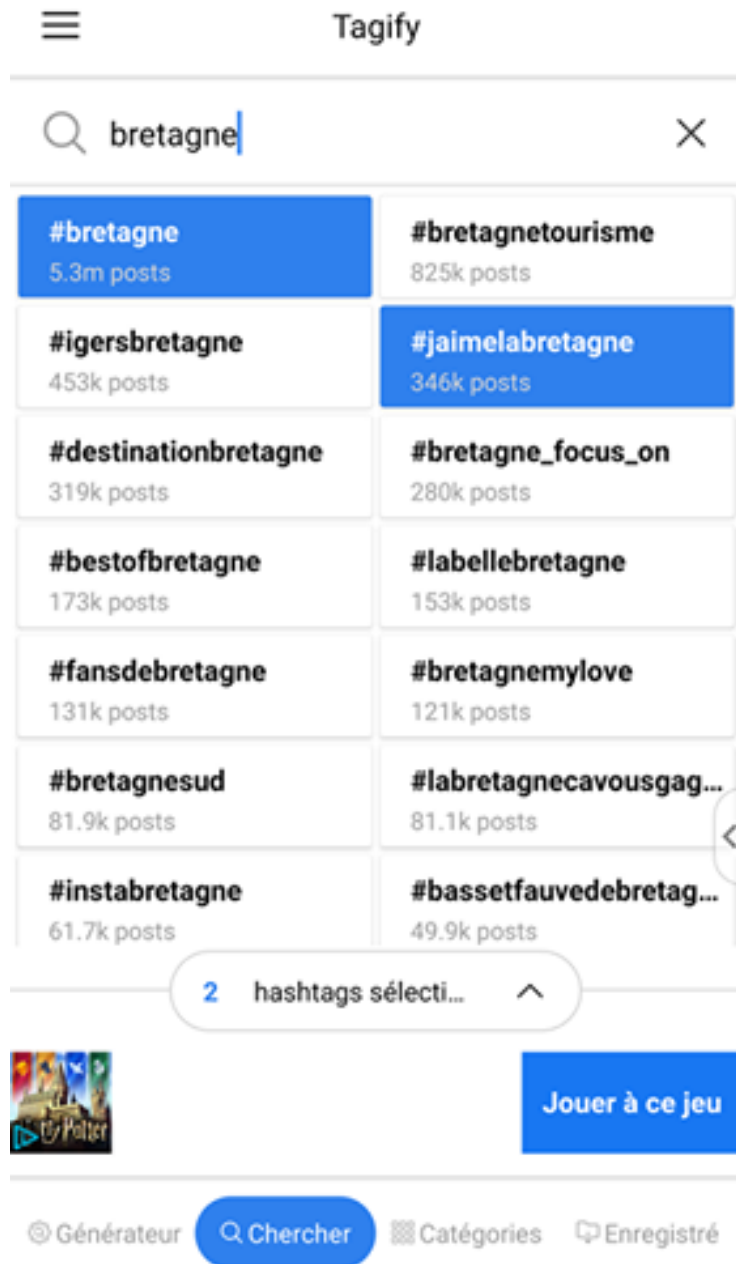 Tagify
bretagne
#bretagne
5.3m posts
#bretagnetourisme
825k posts
#igersbretagne
453k posts
#jaimelabretagne
346k posts
#destinationbretagne
319k posts
#bretagne_focus_on
280k posts
#bestofbretagne
173k posts
#labellebretagne
153k posts
#fansdebretagne
131k posts
#bretagnemylove
121k posts
#bretagnesud
81.9k posts
#labretagnecavousgag...
81.1k posts
#instabretagne
61.7k posts
#bassetfauvedebretag...
49.9k posts
2 hashtags sélecti...
Potter
Jouer à ce jeu
Générateur
Chercher
Catégories
Enregistré